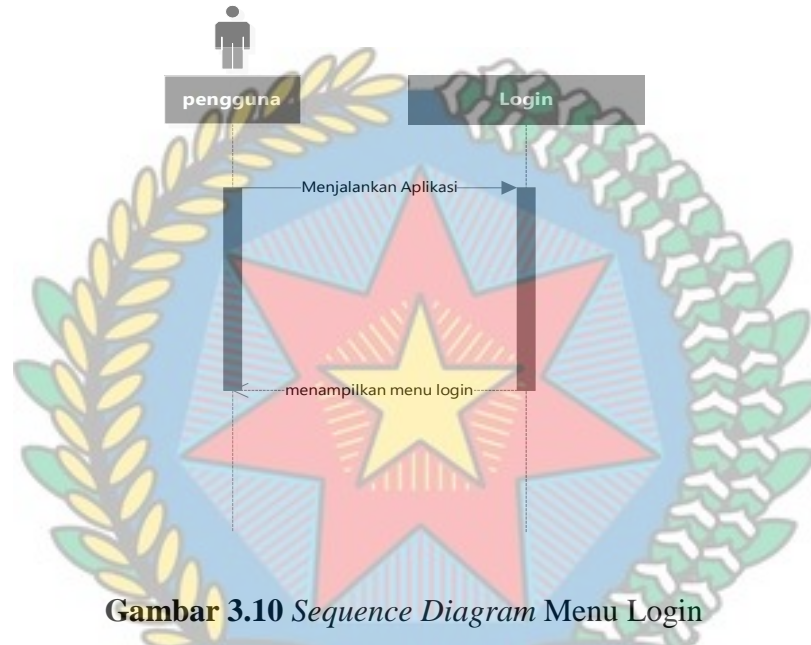 pengguna
Login
Menjalankan Aplikasi
menampilkan menu login
Gambar 3.10 Sequence Diagram Menu Login